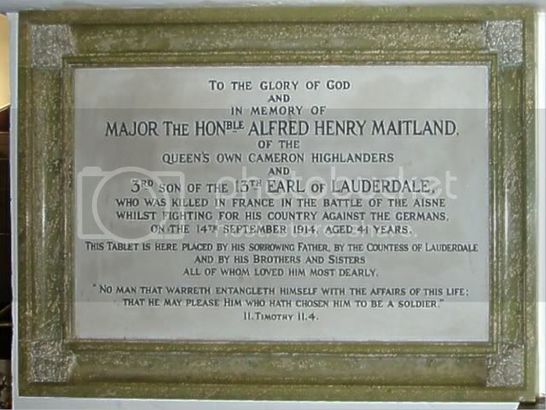 TO THE GLORY OF GOD
AND
IN MEMORY OF
MAJOR THE HONBLE ALFRED HENRY MAITLAND,
OF THE
QUEEN'S OWN CAMERON HIGHLANDERS
AND
3RD SON OF THE 13TH EARL OF LAUDERDALE,
WHO WAS KILLED IN FRANCE IN THE BATTLE OF THE AISNE
WHILST FIGHTING FOR HIS COUNTRY AGAINST THE GERMANS,
ON THE 14TH SEPTEMBER 1914, AGED 41 YEARS.
THIS TABLET IS HERE PLACED BY HIS SORROWING FATHER, BY THE COUNTESS OF LAUDERDALE
AND BY HIS BROTHERS AND SISTERS
ALL OF WHOM LOVED HIM MOST DEARLY.
"NO MAN THAT WARRETH ENTANGLETH HIMSELF WITH THE AFFAIRS OF THIS LIFE;
THAT HE MAY PLEASE HIM WHO HATH CHOSEN HIM TO BE A SOLDIER."
II. TIMOTHY II.4.
photobucket